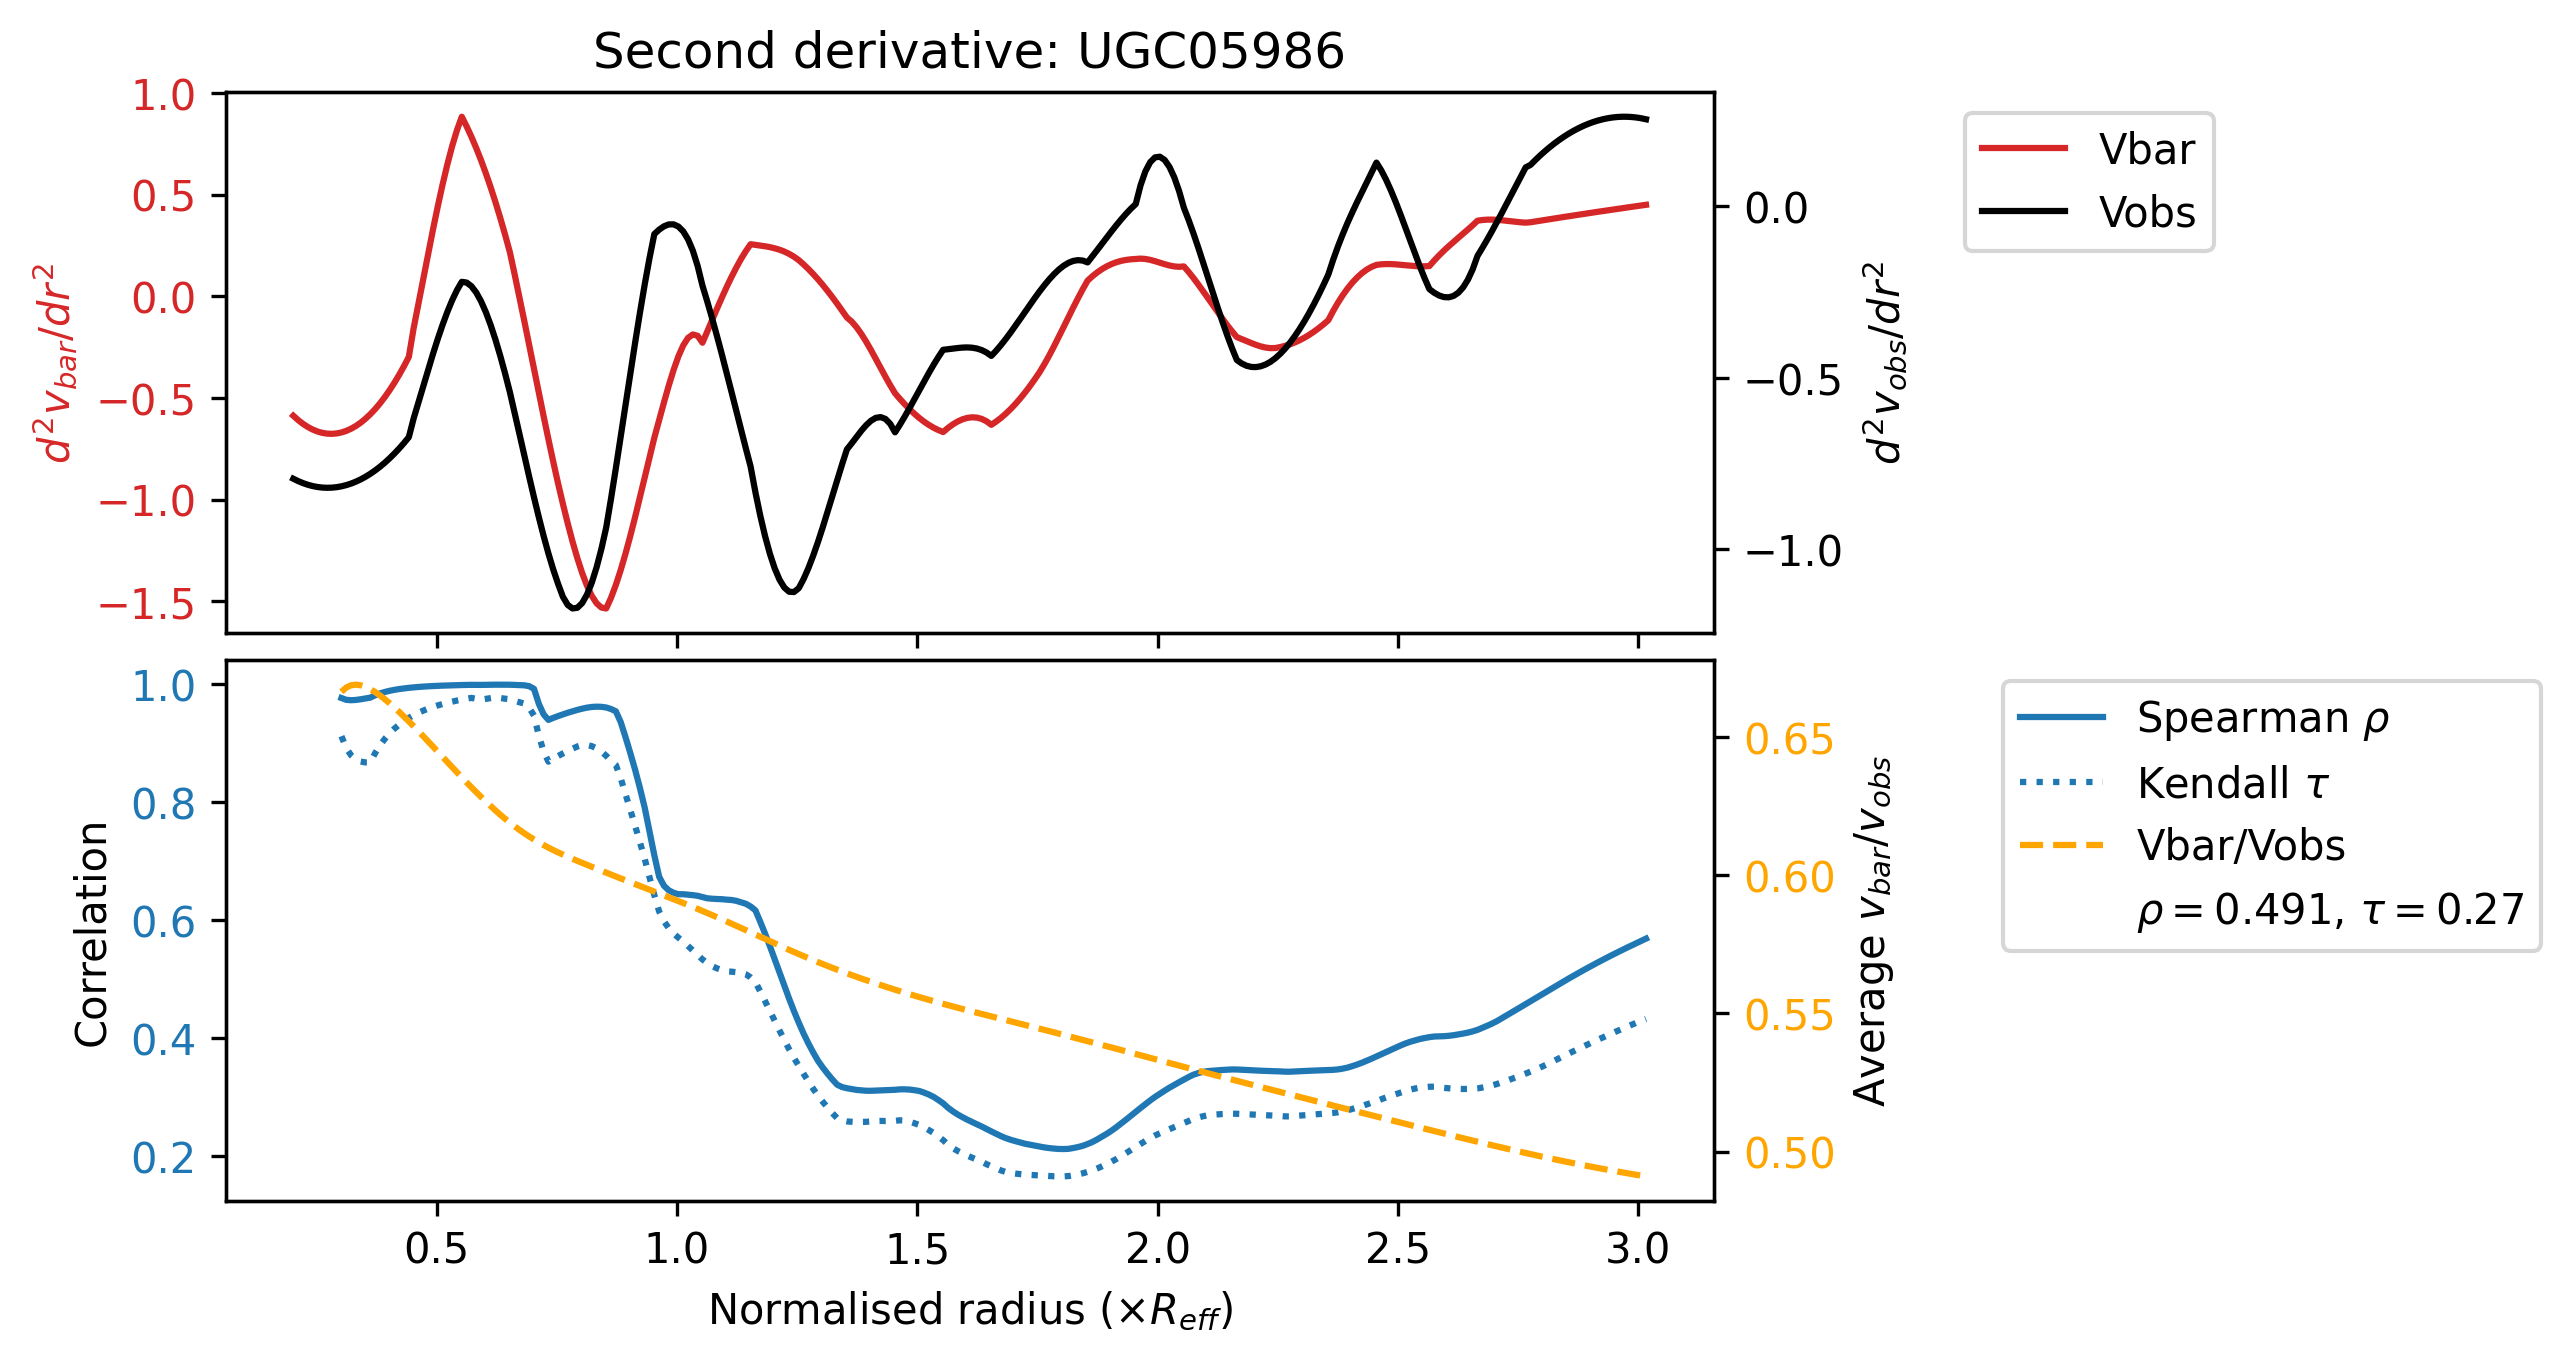 Second derivative: UGC05986
1.0
0.5
0.0
−0.5
−1.0
−1.5
d²v_bar/dr²
0.0
−0.5
−1.0
d²v_obs/dr²
Vbar
Vobs
1.0
0.8
0.6
0.4
0.2
Correlation
0.65
0.60
0.55
0.50
Average v_bar/v_obs
Spearman ρ
Kendall τ
Vbar/Vobs
ρ = 0.491, τ = 0.27
0.5 1.0 1.5 2.0 2.5 3.0
Normalised radius (×R_eff)